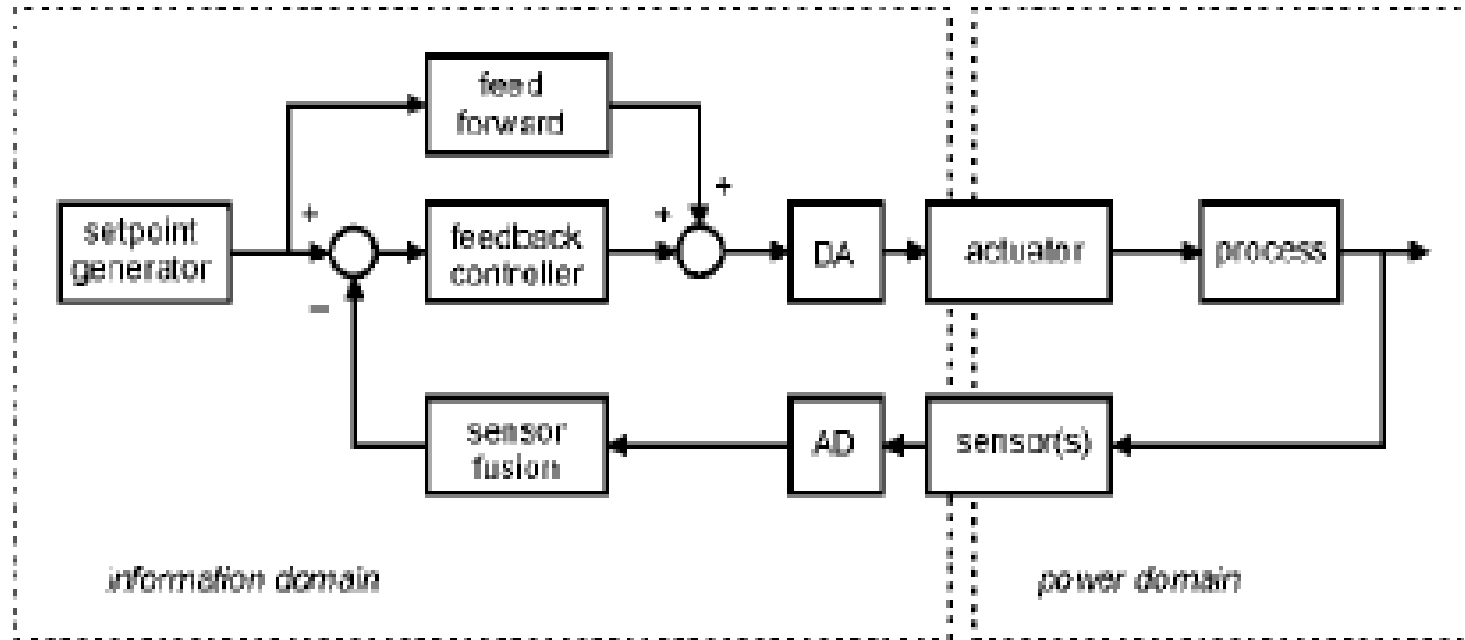 feed
forward
+
+
+
setpoint
generator
feedback
controller
DA
actuator
process
−
sensor
fusion
AD
sensor(s)
information domain
power domain